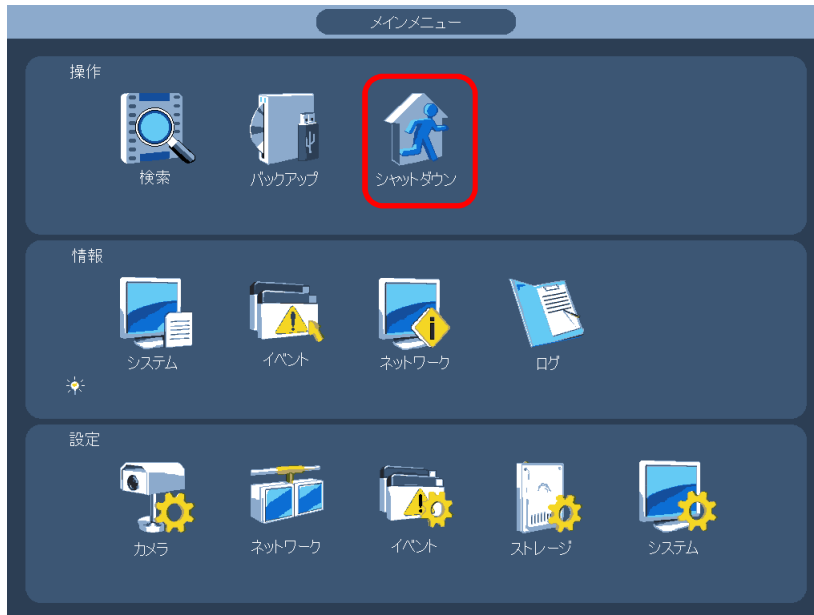 メインメニュー
操作
検索
バックアップ
シャットダウン
情報
システム
イベント
ネットワーク
ログ
設定
カメラ
ネットワーク
イベント
ストレージ
システム